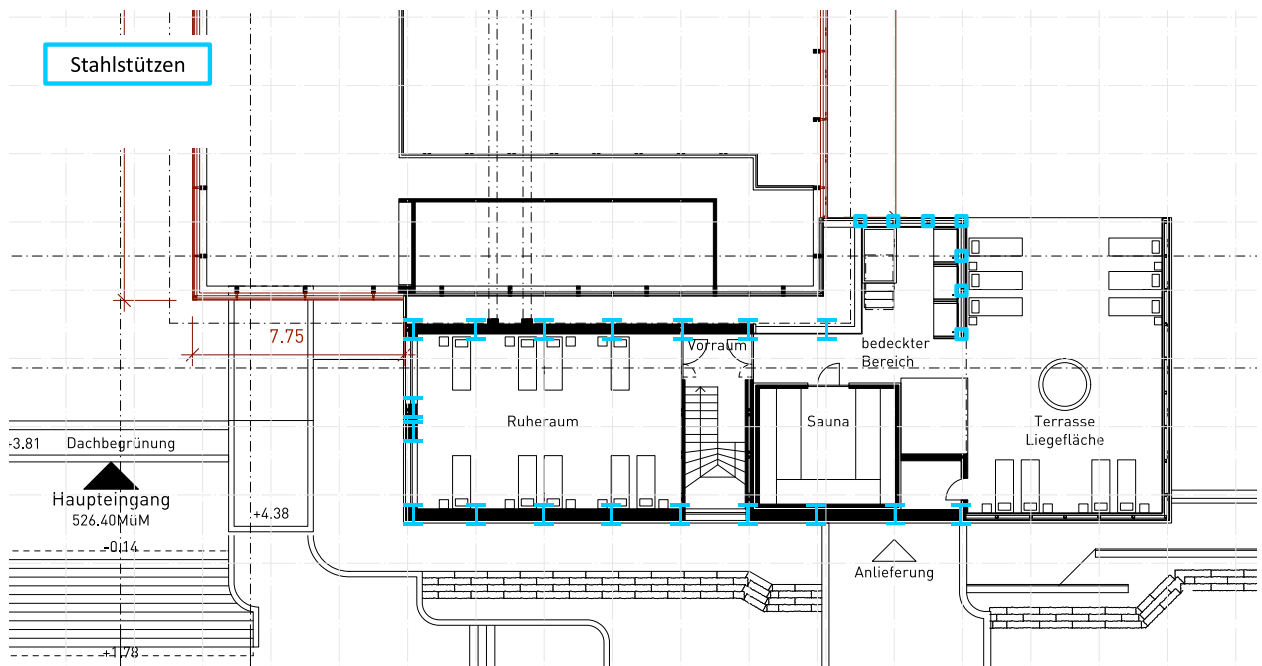 Stahlstützen
7.75
Vorraum
bedeckter
Bereich
Ruheraum
Sauna
Terrasse
Liegefläche
-3.81
Dachbegrünung
Haupteingang
526.40MüM
-0.14
+4.38
Anlieferung
+1.78